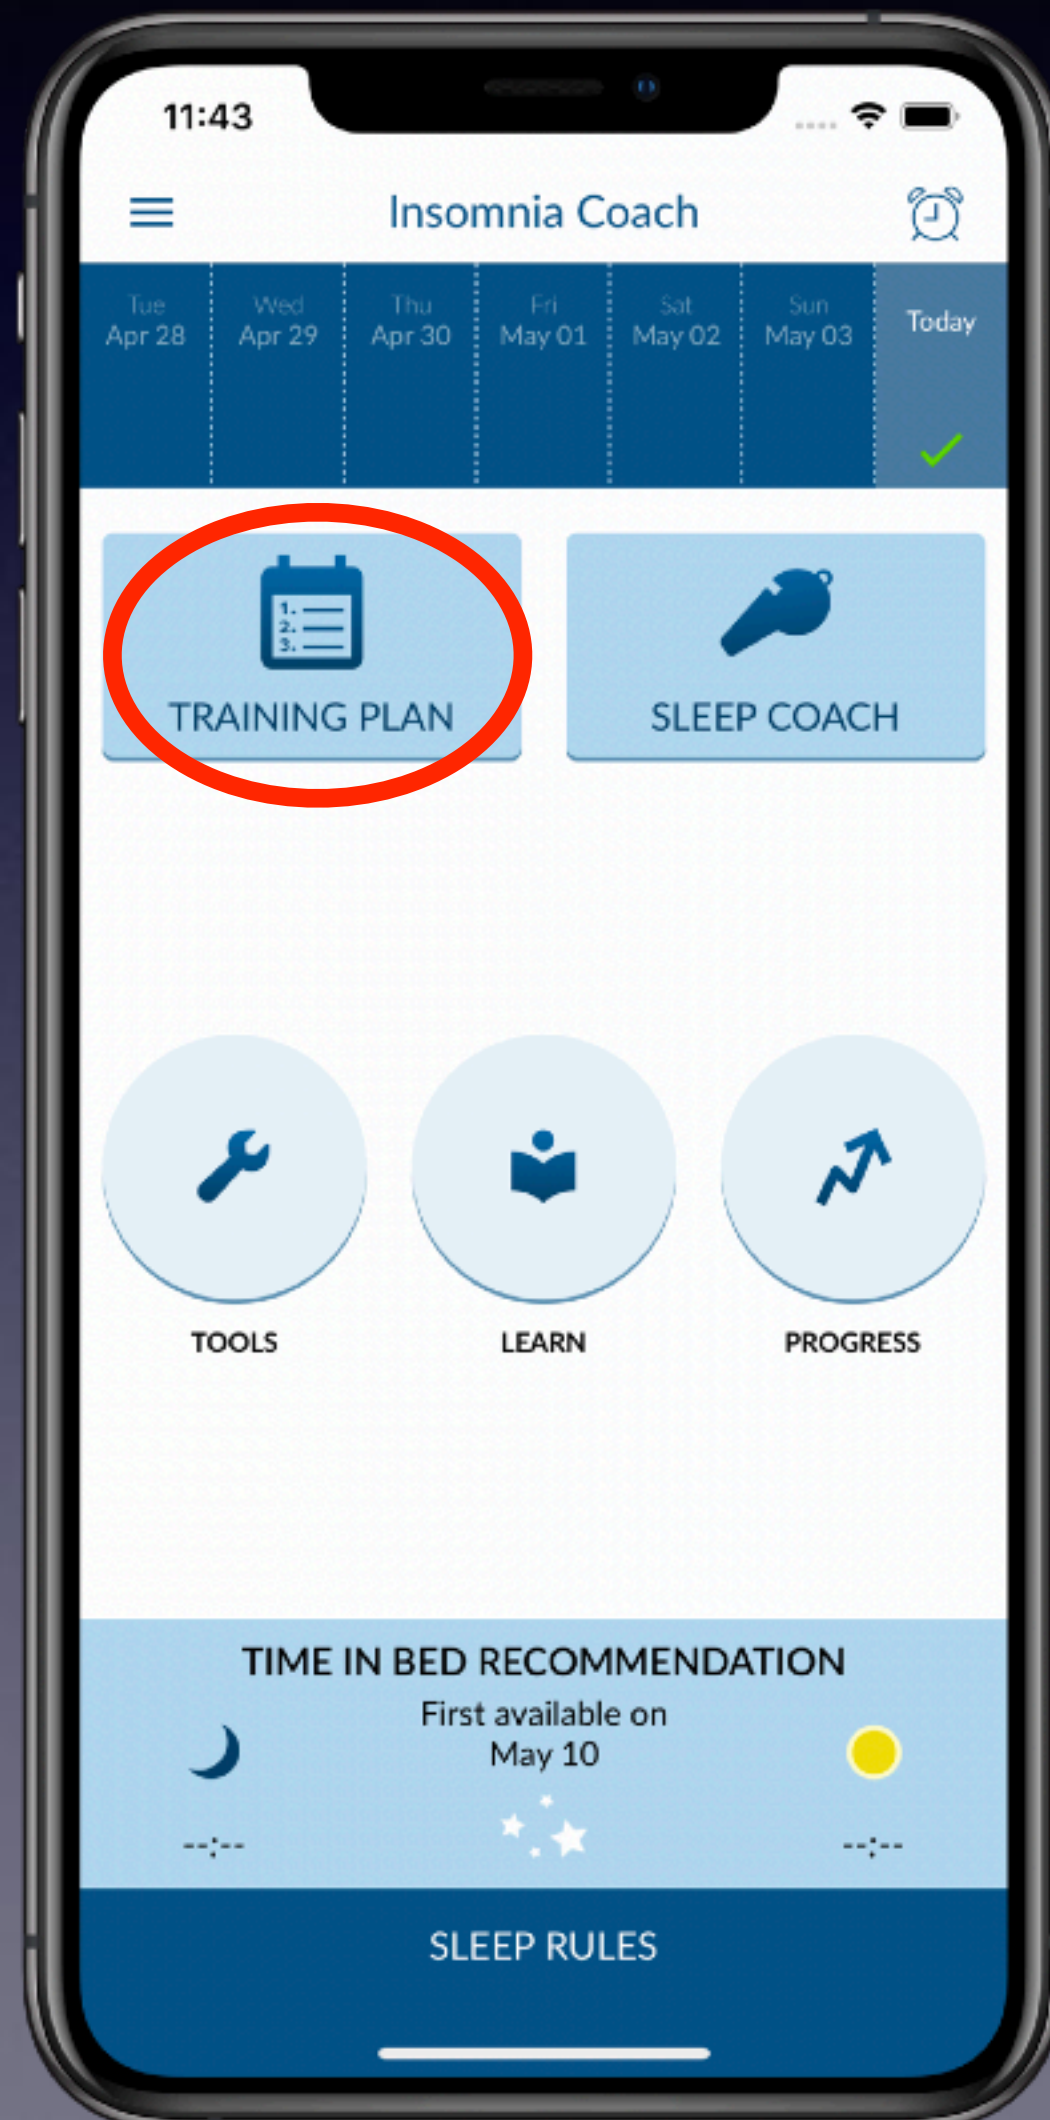 11:43
Insomnia Coach
Tue Wed Thu Fri Sat Sun Today
Apr 28 Apr 29 Apr 30 May 01 May 02 May 03
1.
2.
3.
TRAINING PLAN SLEEP COACH
TOOLS LEARN PROGRESS
TIME IN BED RECOMMENDATION
First available on
May 10
--:-- --:--
SLEEP RULES